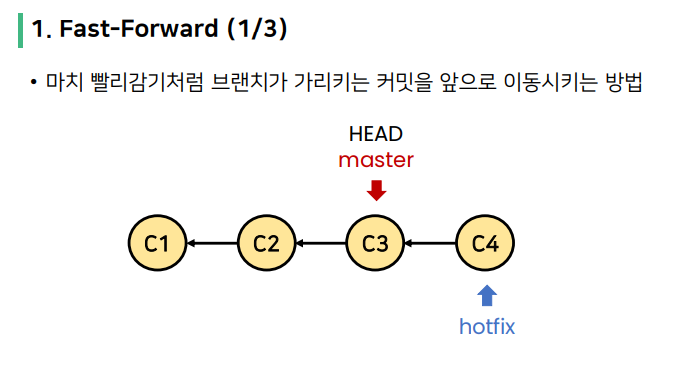 1. Fast-Forward (1/3)
• 마치 빨리감기처럼 브랜치가 가리키는 커밋을 앞으로 이동시키는 방법
HEAD
master
C1 C2 C3 C4
hotfix